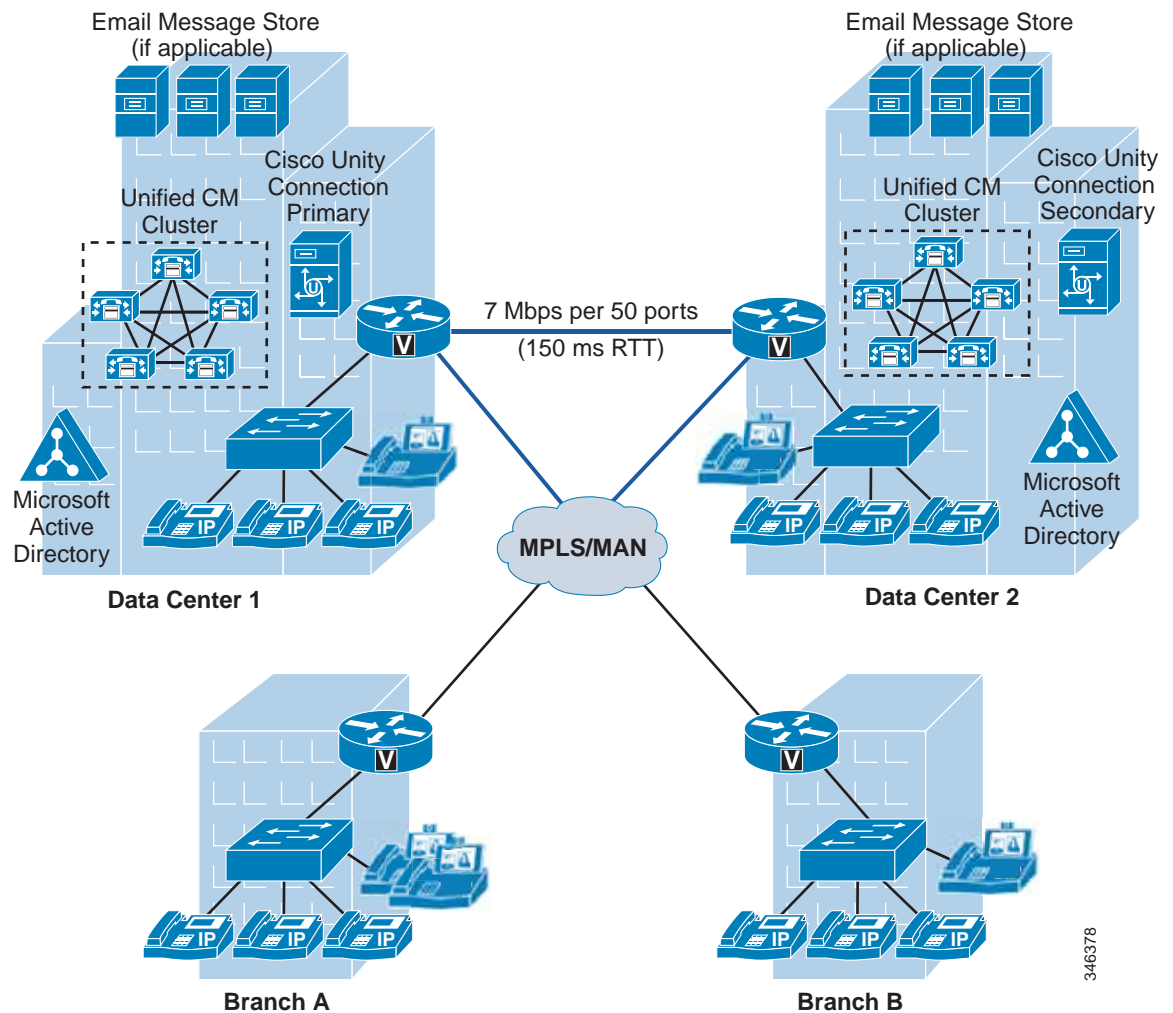 Email Message Store
(if applicable)
Email Message Store
(if applicable)
Cisco Unity
Connection
Primary
Unified CM
Cluster
U
Unified CM
Cluster
Cisco Unity
Connection
Secondary
U
7 Mbps per 50 ports
(150 ms RTT)
V
V
Microsoft
Active
Directory
IP
IP
IP
IP
IP
IP
Microsoft
Active
Directory
MPLS/MAN
Data Center 1
Data Center 2
V
V
IP
IP
IP
IP
IP
IP
Branch A
Branch B
346378